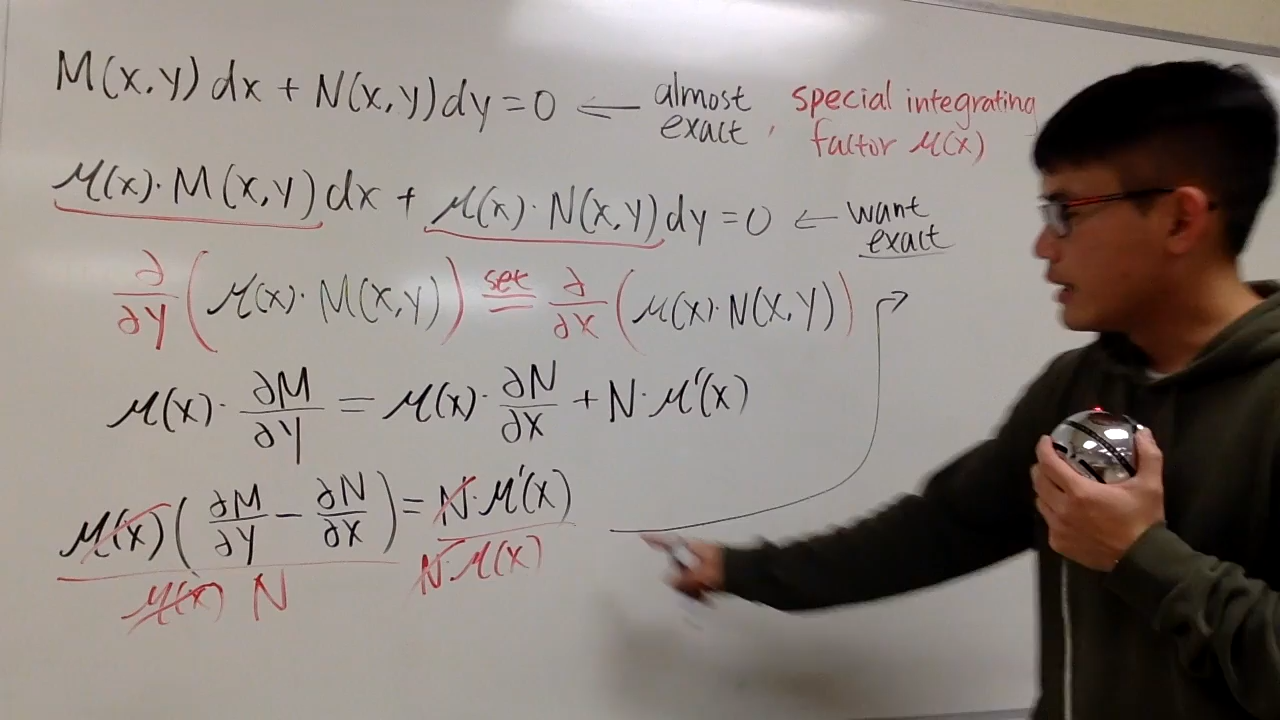 M(x,y) dx + N(x,y) dy = 0 ← almost exact, special integrating factor μ(x)
μ(x)·M(x,y) dx + μ(x)·N(x,y) dy = 0 ← want exact
∂/∂y (μ(x)·M(x,y)) set = ∂/∂x (μ(x)·N(x,y))
μ(x)·∂M/∂y = μ(x)·∂N/∂x + N·μ'(x)
μ(x)(∂M/∂y − ∂N/∂x) / μ(x) N = N·μ'(x) / N·μ(x)